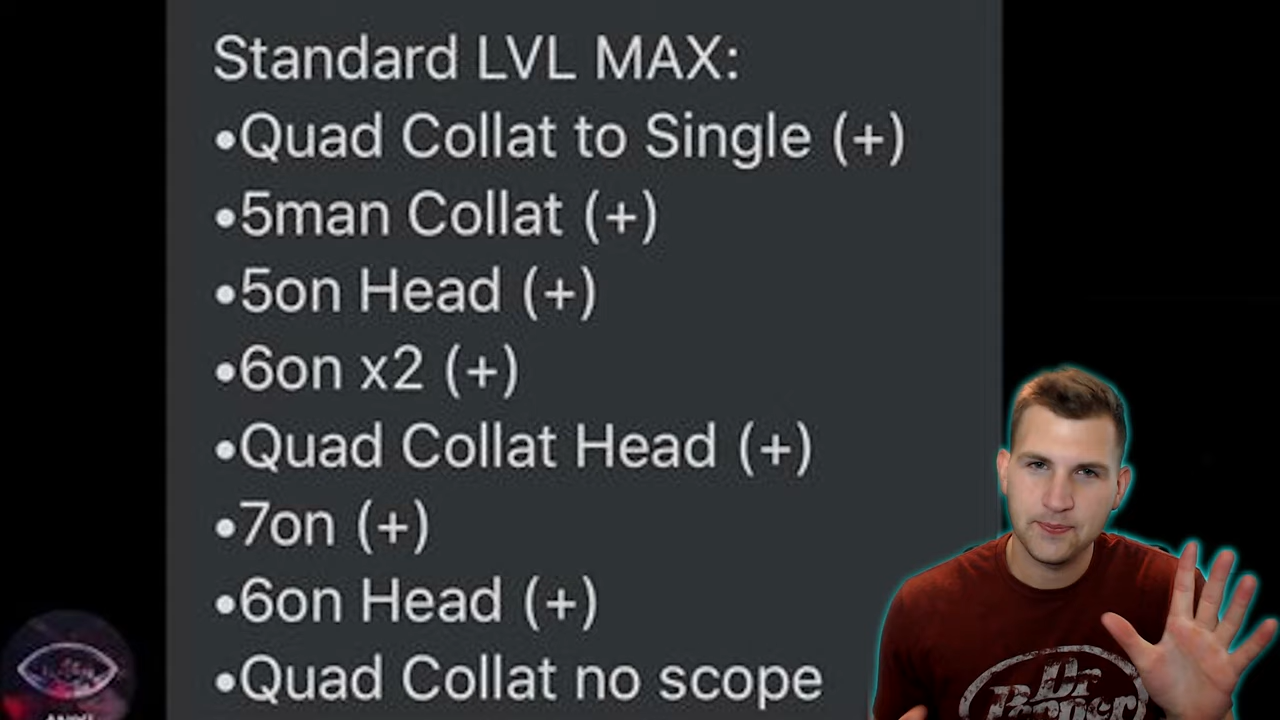 Standard LVL MAX:
•Quad Collat to Single (+)
•5man Collat (+)
•5on Head (+)
•6on x2 (+)
•Quad Collat Head (+)
•7on (+)
•6on Head (+)
•Quad Collat no scope
Dr